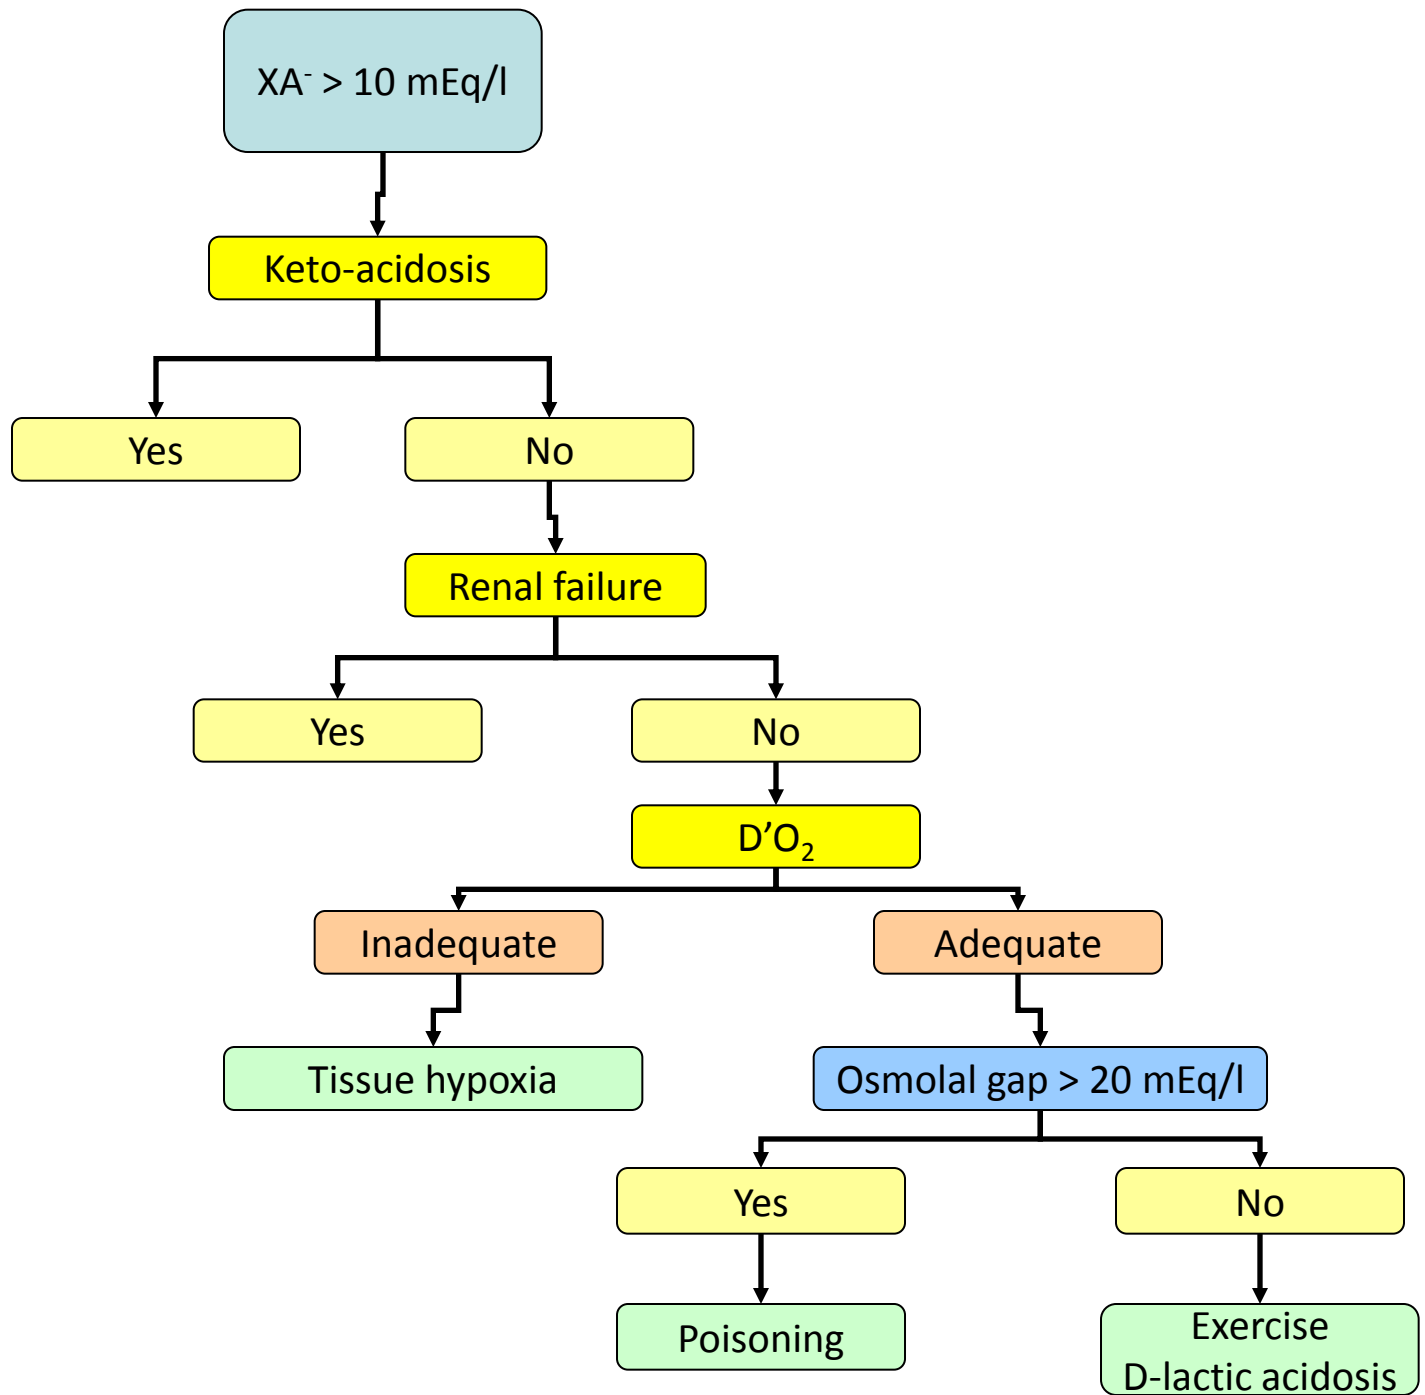 XA⁻ > 10 mEq/l
Keto-acidosis
Yes
No
Renal failure
Yes
No
D’O₂
Inadequate
Adequate
Tissue hypoxia
Osmolal gap > 20 mEq/l
Yes
No
Poisoning
Exercise
D-lactic acidosis